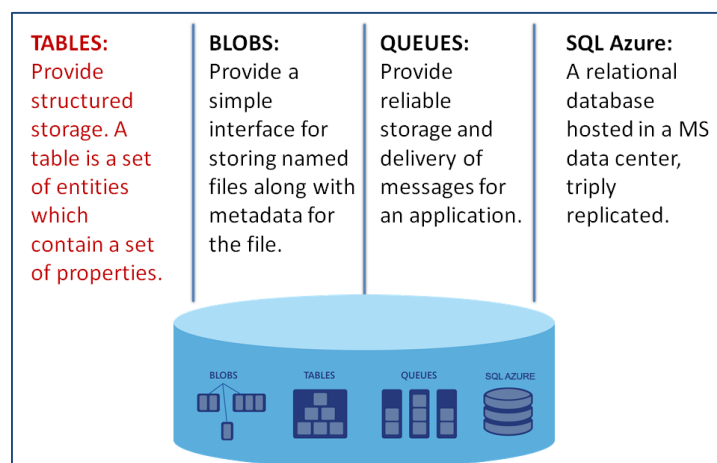 TABLES:
Provide
structured
storage. A
table is a set
of entities
which
contain a set
of properties.
BLOBS:
Provide a
simple
interface for
storing named
files along with
metadata for
the file.
QUEUES:
Provide
reliable
storage and
delivery of
messages for
an application.
SQL Azure:
A relational
database
hosted in a MS
data center,
triply
replicated.
BLOBS
TABLES
QUEUES
SQL AZURE